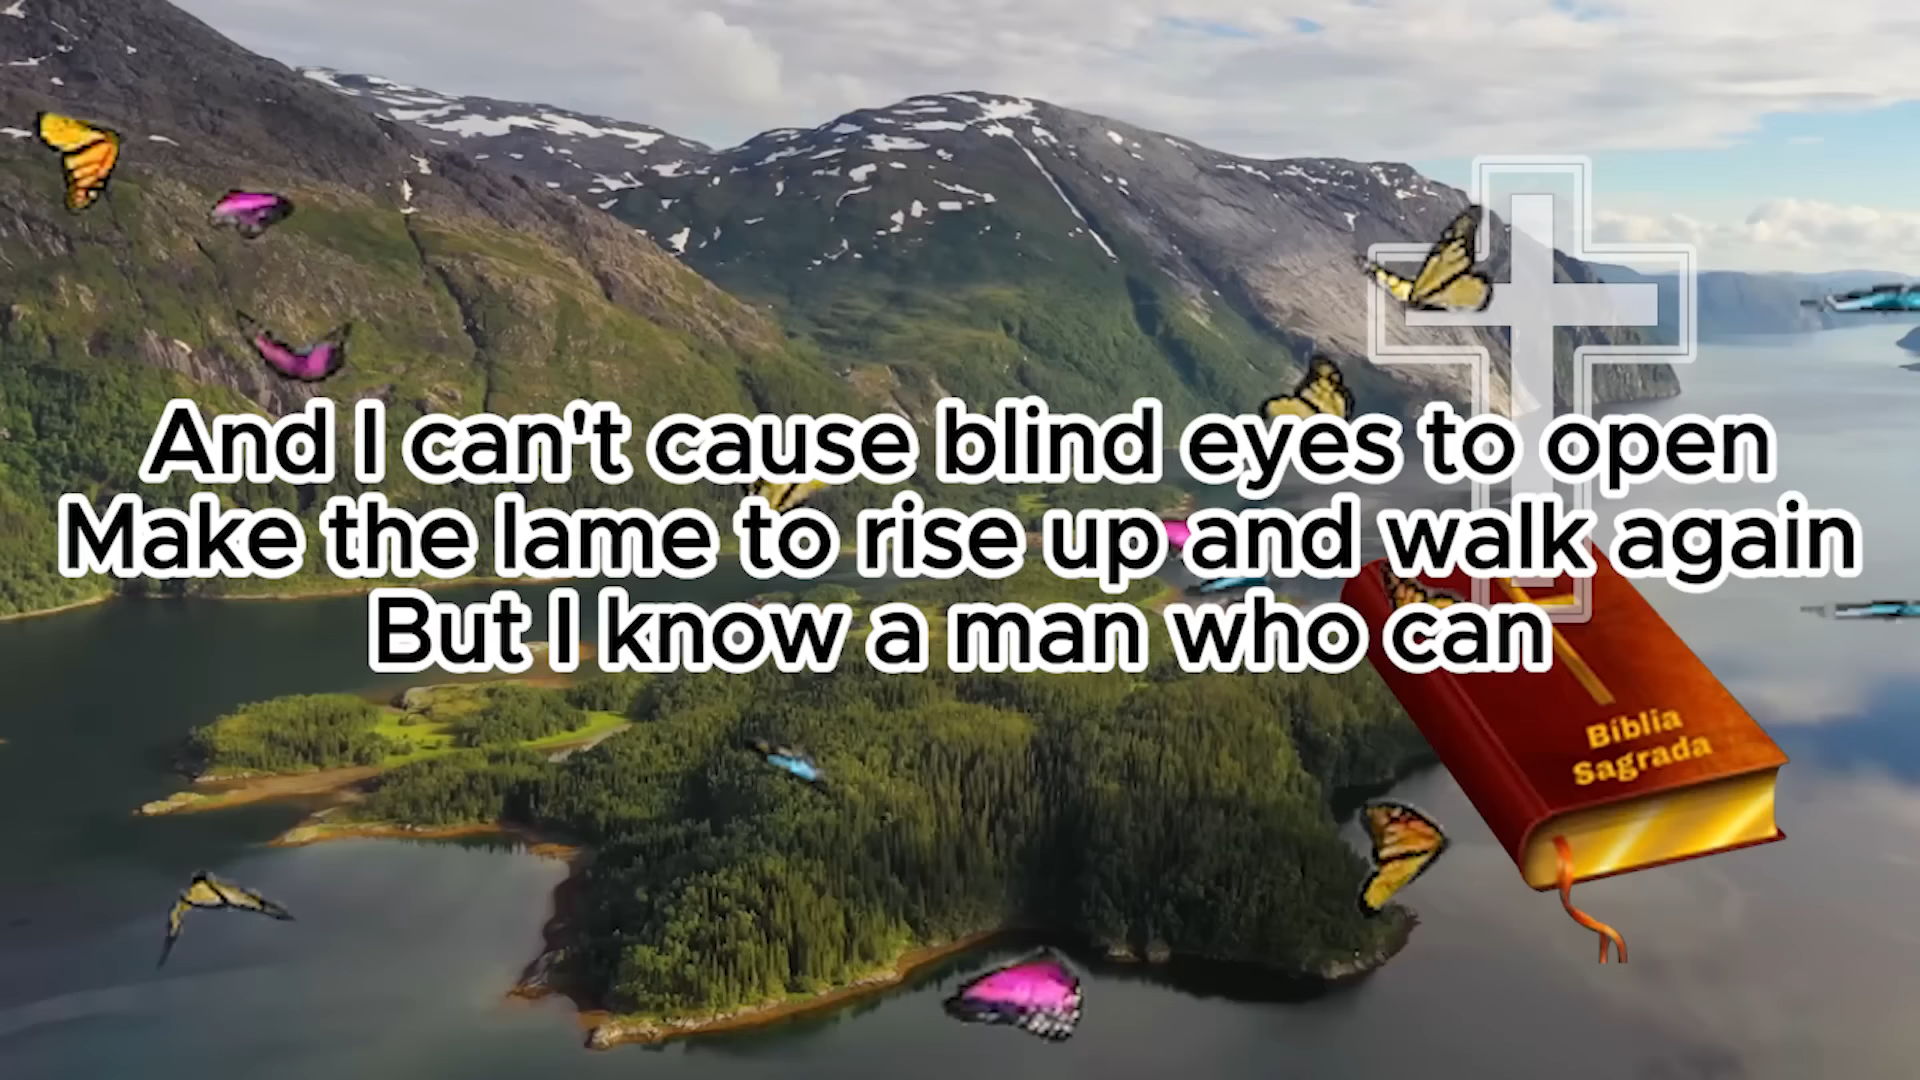 And I can't cause blind eyes to open
Make the lame to rise up and walk again
But I know a man who can
Bíblia
Sagrada